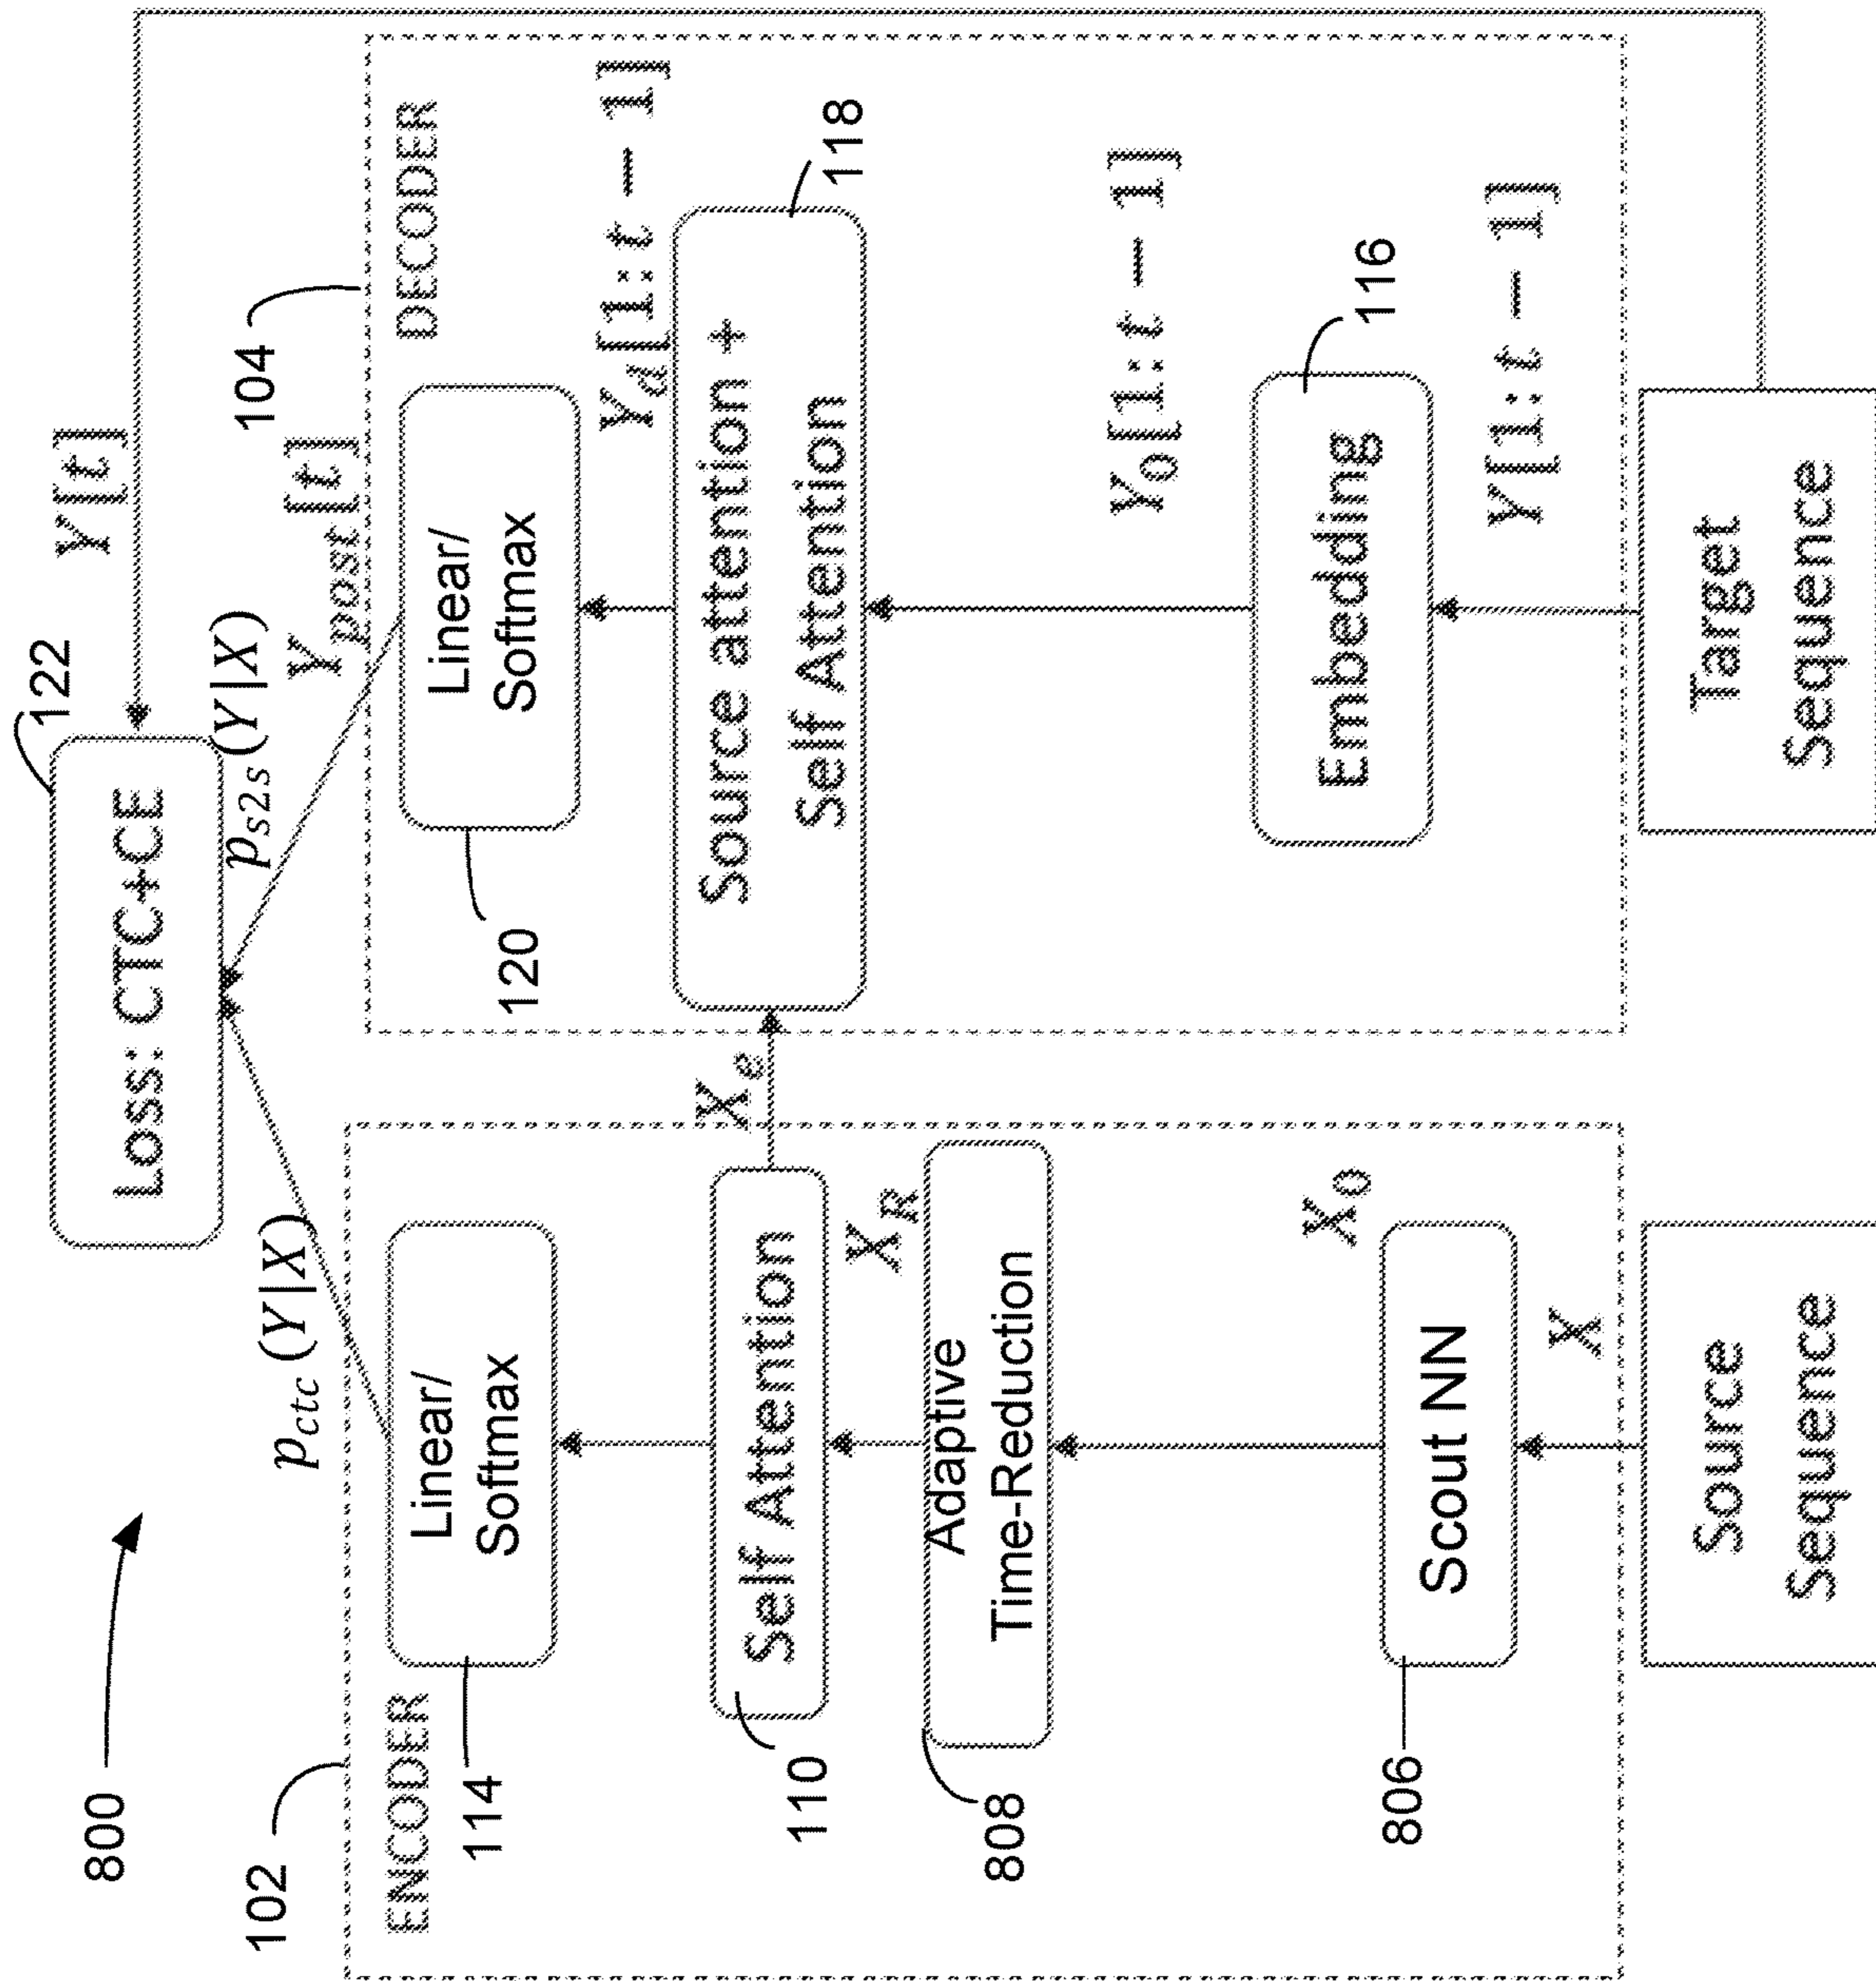 800
122
Loss: CTC+CE
Y[t]
p_ctc(Y|X)
p_s2s(Y|X)
Y_post[t]
102
104
ENCODER
DECODER
Linear/
Softmax
114
Linear/
Softmax
120
Y_d[1:t − 1]
Self Attention
110
X_e
Source attention +
Self Attention
118
X_R
Adaptive
Time-Reduction
808
Y_0[1:t − 1]
X_0
Scout NN
806
Embedding
116
X
Y[1:t − 1]
Source
Sequence
Target
Sequence